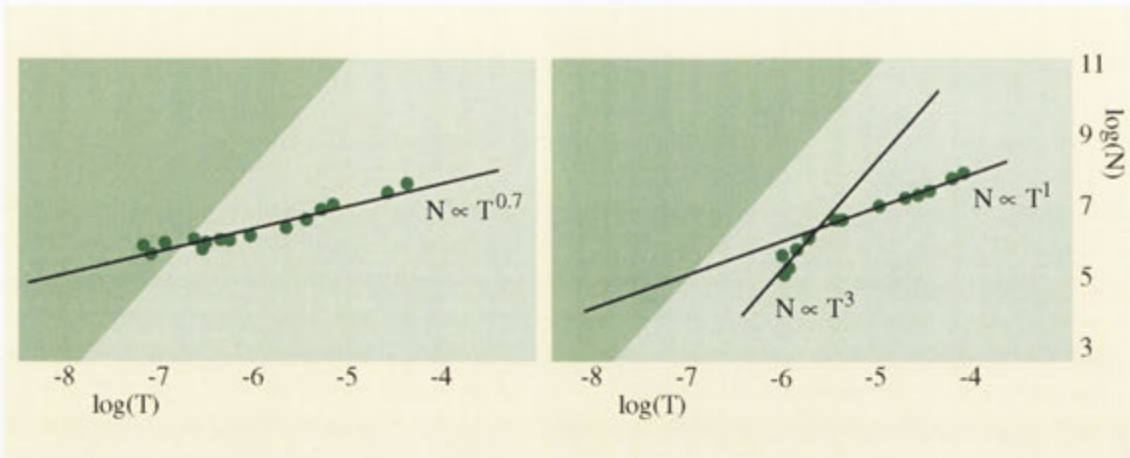 N ∝ T^0.7
-8 -7 -6 -5 -4
log(T)
N ∝ T^1
N ∝ T^3
-8 -7 -6 -5 -4
log(T)
11
9
7
5
3
log(N)